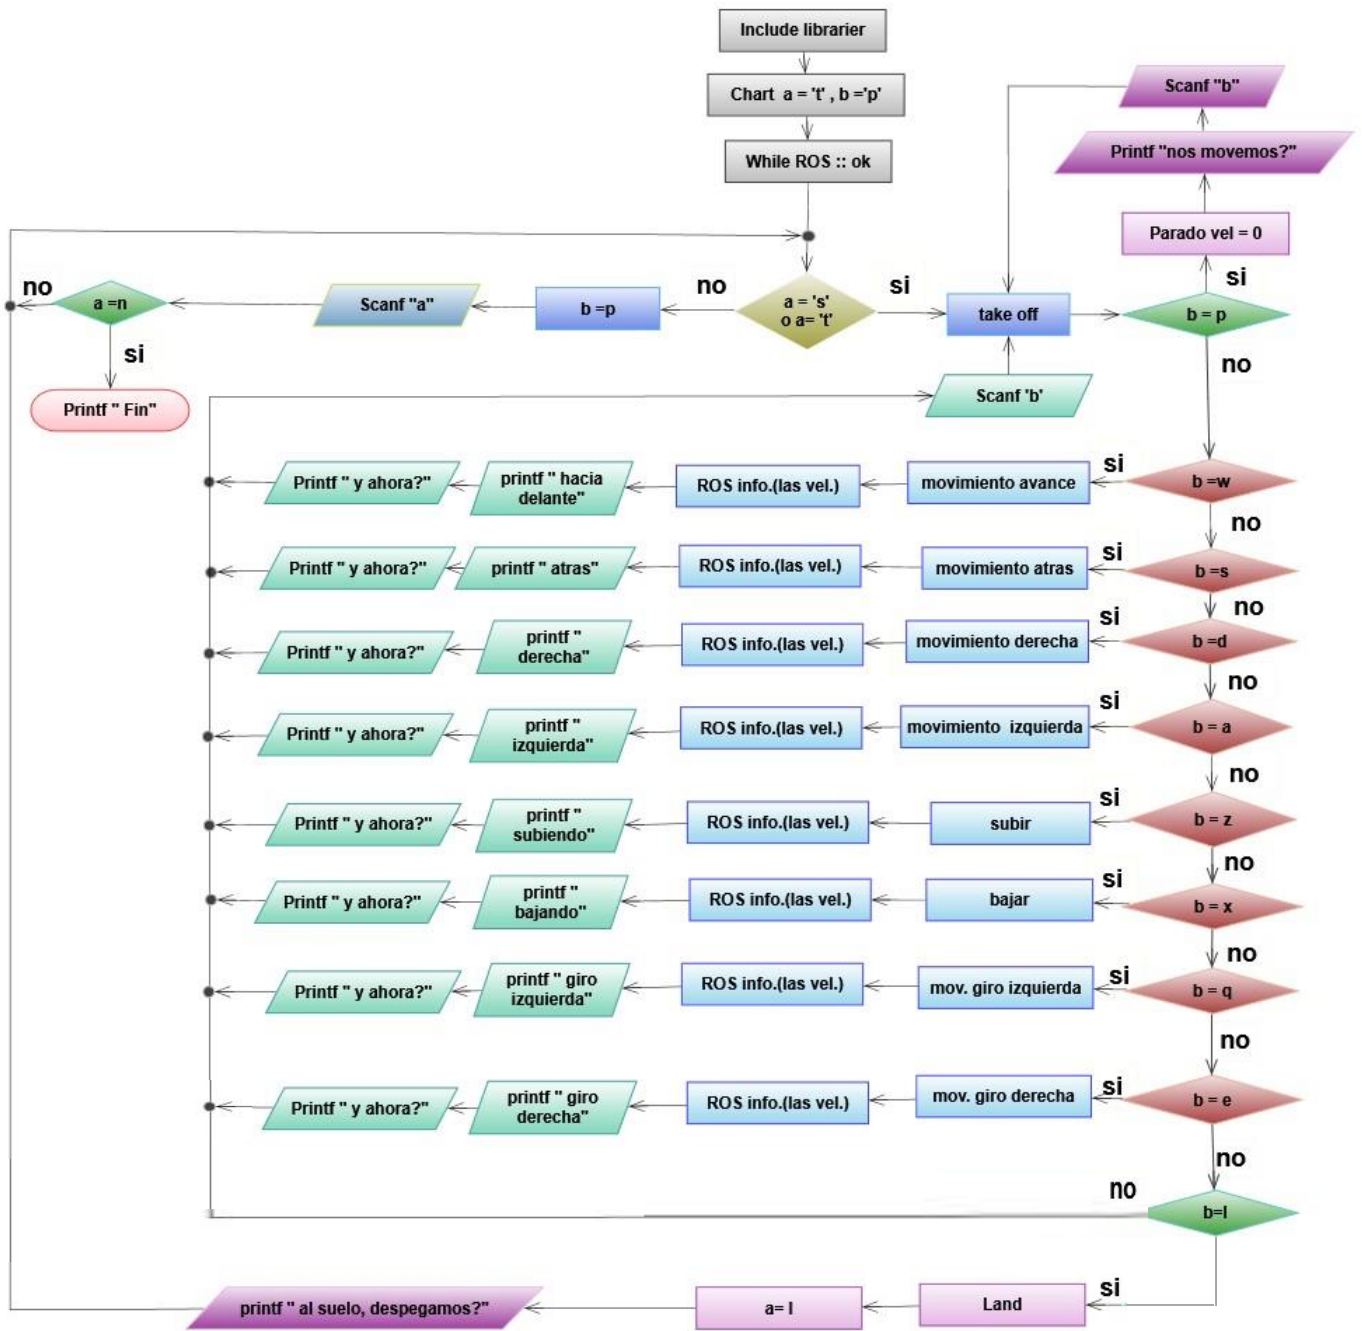 Include librarier
Chart a = 't' , b ='p'
While ROS :: ok
Scanf "b"
Printf "nos movemos?"
Parado vel = 0
si
no
a =n
Scanf "a"
b =p
no
a = 's'
o a= 't'
si
take off
b = p
si
Printf " Fin"
no
Scanf 'b'
Printf " y ahora?"
printf " hacia
delante"
ROS info.(las vel.)
movimiento avance
si
b =w
no
Printf " y ahora?"
printf " atras"
ROS info.(las vel.)
movimiento atras
si
b =s
no
Printf " y ahora?"
printf "
derecha"
ROS info.(las vel.)
movimiento derecha
si
b =d
no
Printf " y ahora?"
printf "
izquierda"
ROS info.(las vel.)
movimiento izquierda
si
b = a
no
Printf " y ahora?"
printf "
subiendo"
ROS info.(las vel.)
subir
si
b = z
no
Printf " y ahora?"
printf "
bajando"
ROS info.(las vel.)
bajar
si
b = x
no
Printf " y ahora?"
printf " giro
izquierda"
ROS info.(las vel.)
mov. giro izquierda
si
b = q
no
Printf " y ahora?"
printf " giro
derecha"
ROS info.(las vel.)
mov. giro derecha
si
b = e
no
no
b=l
si
printf " al suelo, despegamos?"
a= l
Land